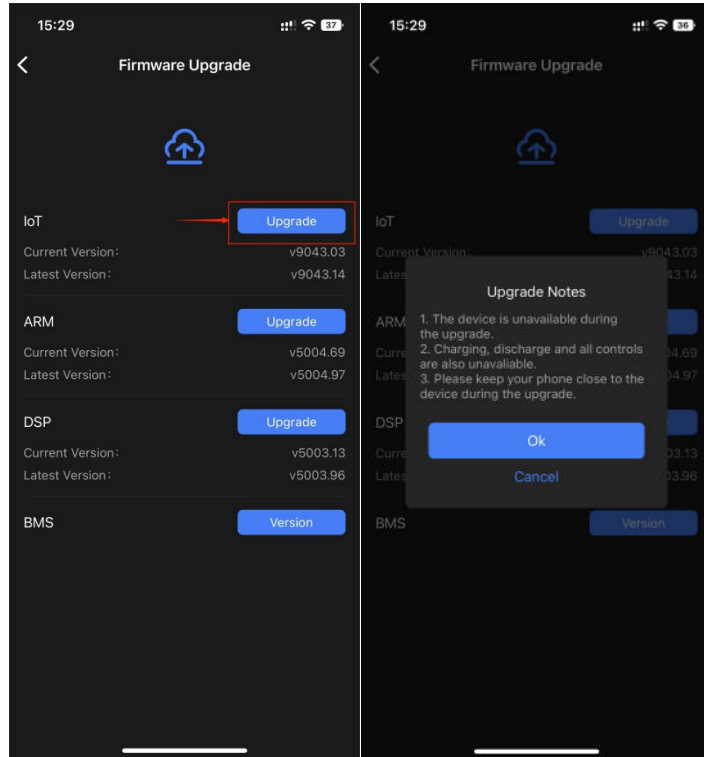 15:29
37
Firmware Upgrade
IoT
Upgrade
Current Version:
v9043.03
Latest Version:
v9043.14
ARM
Upgrade
Current Version:
v5004.69
Latest Version:
v5004.97
DSP
Upgrade
Current Version:
v5003.13
Latest Version:
v5003.96
BMS
Version
15:29
36
Firmware Upgrade
IoT
Upgrade
Current Version:
v9043.03
Late
43.14
Upgrade Notes
1. The device is unavailable during
the upgrade.
2. Charging, discharge and all controls
are also unavaliable.
3. Please keep your phone close to the
device during the upgrade.
Ok
Cancel
ARM
Curre
04.69
Lates
04.97
DSP
Curre
03.13
Lates
03.96
BMS
Version